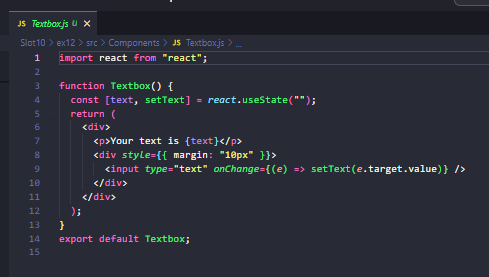 JS Textbox.js U ×
Slot10 > ex12 > src > Components > JS Textbox.js > ...
1 import react from "react";
2
3 function Textbox() {
4   const [text, setText] = react.useState("");
5   return (
6     <div>
7       <p>Your text is {text}</p>
8       <div style={{ margin: "10px" }}>
9         <input type="text" onChange={(e) => setText(e.target.value)} />
10       </div>
11     </div>
12   );
13 }
14 export default Textbox;
15